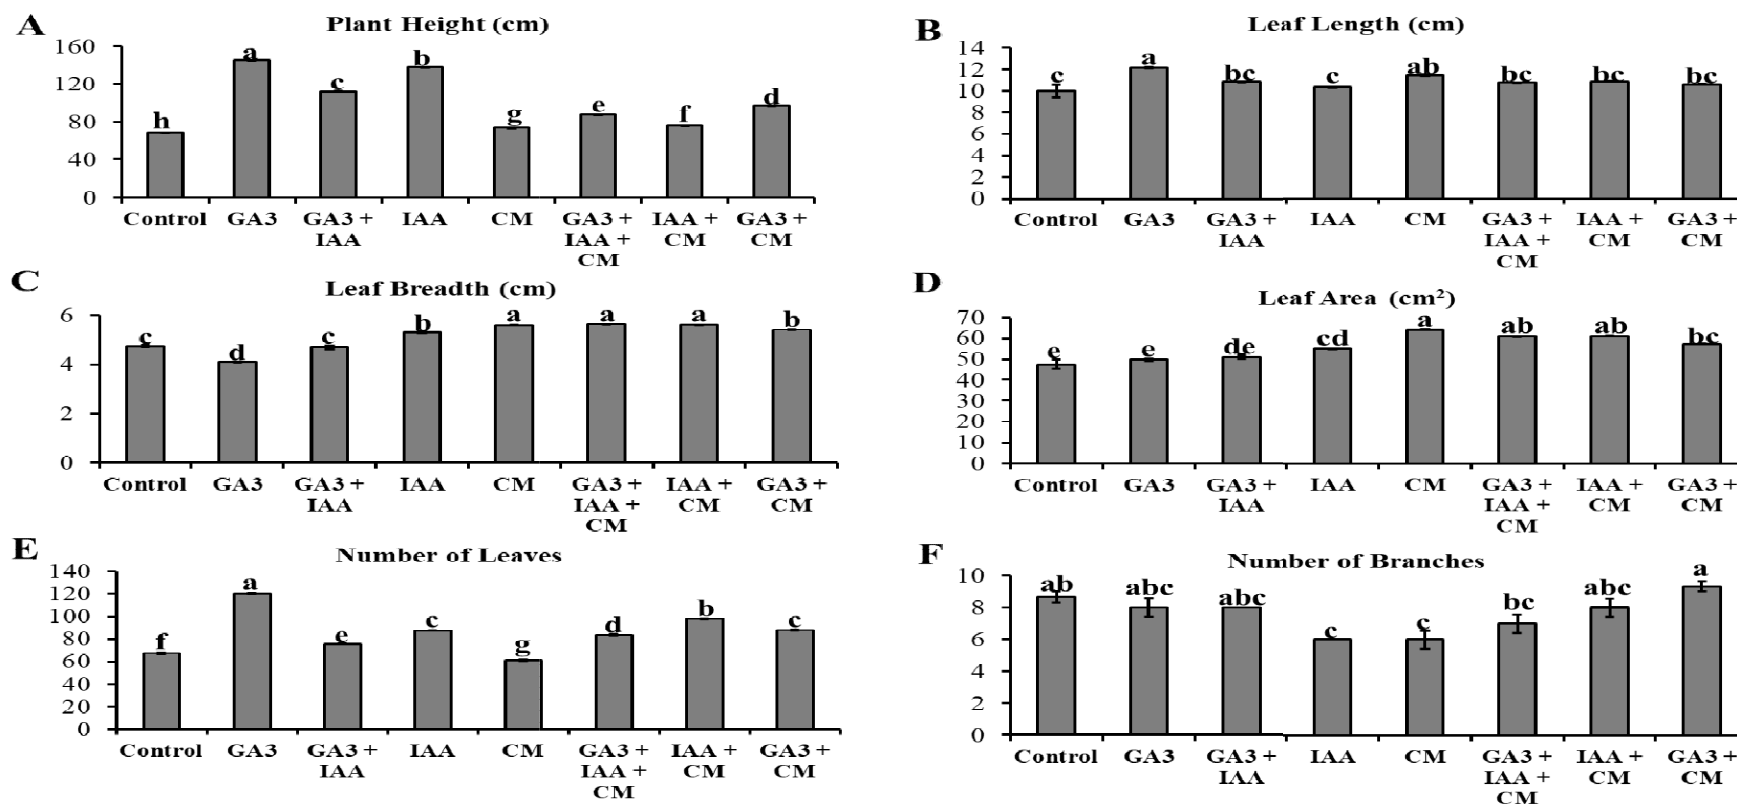 A
Plant Height (cm)
160
120
80
40
0
h
a
c
b
g
e
f
d
Control GA3 GA3 + IAA CM GA3 + IAA + GA3 +
IAA IAA + CM CM
CM
B
Leaf Length (cm)
14
12
10
8
6
4
2
0
c
a
bc
c
ab
bc
bc
bc
Control GA3 GA3 + IAA CM GA3 + IAA + GA3 +
IAA IAA + CM CM
CM
C
Leaf Breadth (cm)
6
4
2
0
c
d
c
b
a
a
a
b
Control GA3 GA3 + IAA CM GA3 + IAA + GA3 +
IAA IAA + CM CM
CM
D
Leaf Area (cm²)
70
60
50
40
30
20
10
0
e
e
de
cd
a
ab
ab
bc
Control GA3 GA3 + IAA CM GA3 + IAA + GA3 +
IAA IAA + CM CM
CM
E
Number of Leaves
140
120
100
80
60
40
20
0
f
a
e
c
g
d
b
c
Control GA3 GA3 + IAA CM GA3 + IAA + GA3 +
IAA IAA + CM CM
CM
F
Number of Branches
10
8
6
4
2
0
ab
abc
abc
c
c
bc
abc
a
Control GA3 GA3 + IAA CM GA3 + IAA + GA3 +
IAA IAA + CM CM
CM